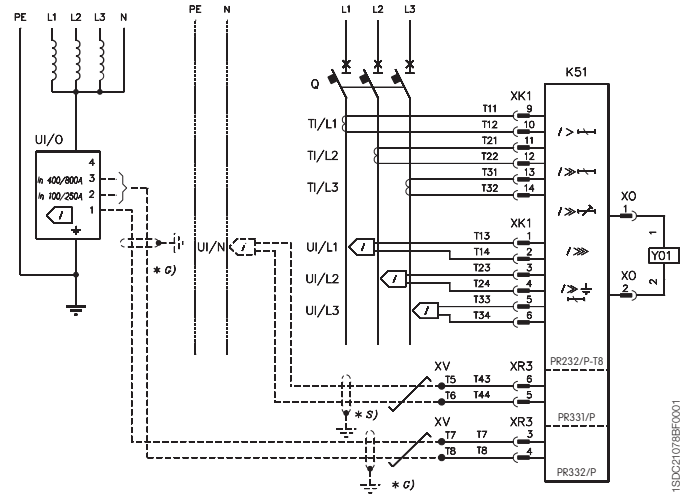 PE L1 L2 L3 N
PE N
L1 L2 L3
Q
K51
UI/O
4
In 400/800A 3
In 100/250A 2
1
I
* G)
UI/N I
XK1
TI/L1 T11 9
T12 10
TI/L2 T21 11
T22 12
TI/L3 T31 13
T32 14
XK1
UI/L1 I T13 1
T14 2
UI/L2 I T23 3
T24 4
UI/L3 I T33 5
T34 6
I >
I >>
I >>
I >>>
I >>
XO
1
1
YO1
2
XO
2
PR232/P-T8
XV XR3
T5 T43 6
T6 T44 5
* S)
PR331/P
XV XR3
T7 T7 3
T8 T8 4
* G)
PR332/P
1SDC21078BF0001